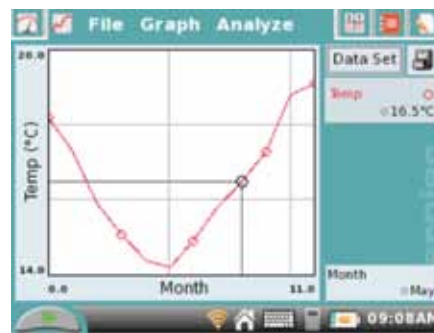 File Graph Analyze
Data Set
Temp
16.5°C
20.0
Temp (°C)
14.0
0.0
Month
11.0
Month
May
09:08AM